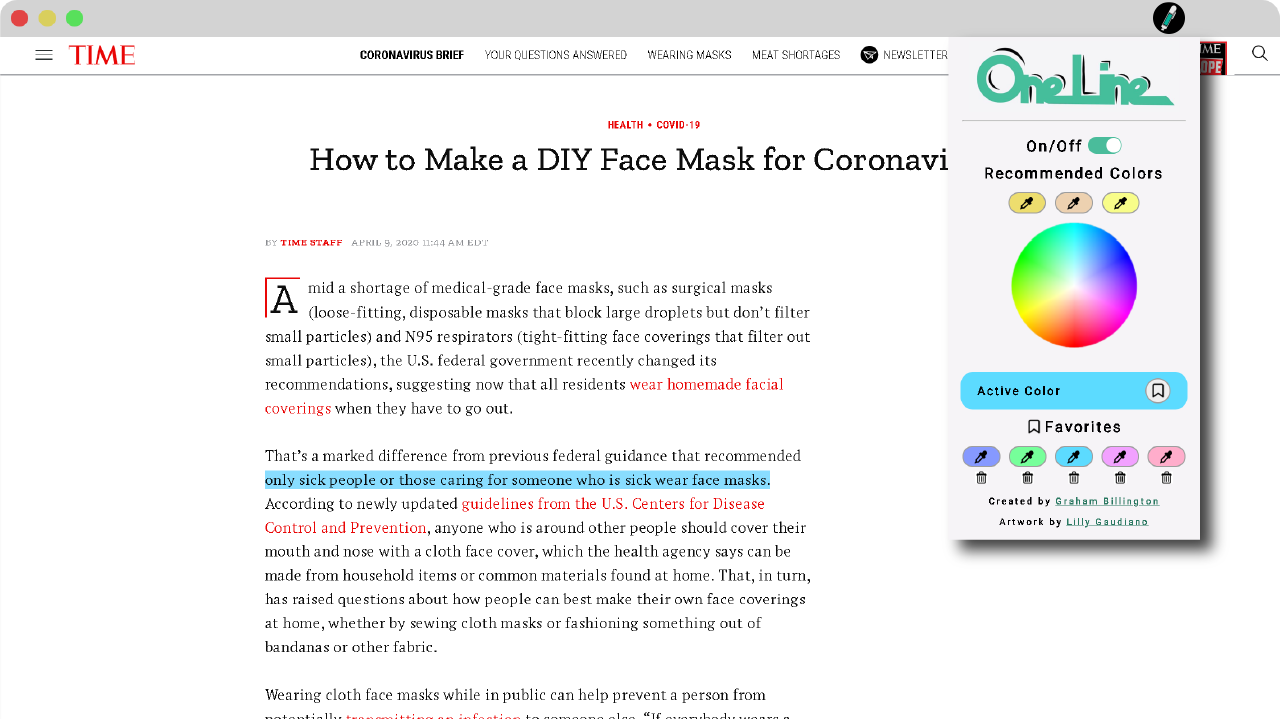 TIME
CORONAVIRUS BRIEF YOUR QUESTIONS ANSWERED WEARING MASKS MEAT SHORTAGES NEWSLETTER
HEALTH • COVID-19
How to Make a DIY Face Mask for Coronavi
BY TIME STAFF APRIL 9, 2020 11:44 AM EDT
Amid a shortage of medical-grade face masks, such as surgical masks
(loose-fitting, disposable masks that block large droplets but don't filter
small particles) and N95 respirators (tight-fitting face coverings that filter out
small particles), the U.S. federal government recently changed its
recommendations, suggesting now that all residents wear homemade facial
coverings when they have to go out.
That's a marked difference from previous federal guidance that recommended
only sick people or those caring for someone who is sick wear face masks.
According to newly updated guidelines from the U.S. Centers for Disease
Control and Prevention, anyone who is around other people should cover their
mouth and nose with a cloth face cover, which the health agency says can be
made from household items or common materials found at home. That, in turn,
has raised questions about how people can best make their own face coverings
at home, whether by sewing cloth masks or fashioning something out of
bandanas or other fabric.
Wearing cloth face masks while in public can help prevent a person from
potentially transmitting an infection to someone else. “If everybody wears a
OneLine
On/Off
Recommended Colors
Active Color
Favorites
Created by Graham Billington
Artwork by Lilly Gaudiano